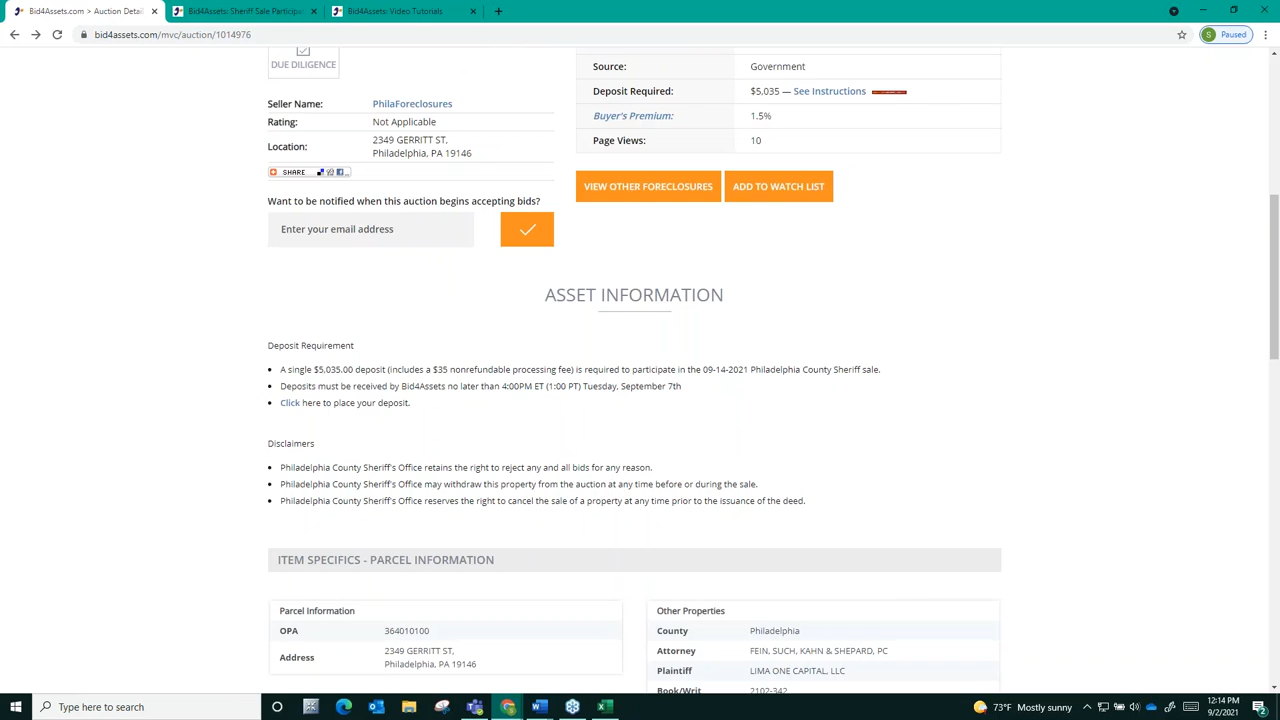 Bid4Assets.com > Auction Detail
Bid4Assets: Sheriff Sale Participa
Bid4Assets: Video Tutorials
bid4assets.com/mvc/auction/1014976
S Paused
DUE DILIGENCE
Seller Name: PhilaForeclosures
Rating: Not Applicable
Location: 2349 GERRITT ST,
Philadelphia, PA 19146
SHARE
Want to be notified when this auction begins accepting bids?
Enter your email address
Source: Government
Deposit Required: $5,035 — See Instructions
Buyer's Premium: 1.5%
Page Views: 10
VIEW OTHER FORECLOSURES
ADD TO WATCH LIST
ASSET INFORMATION
Deposit Requirement
• A single $5,035.00 deposit (includes a $35 nonrefundable processing fee) is required to participate in the 09-14-2021 Philadelphia County Sheriff sale.
• Deposits must be received by Bid4Assets no later than 4:00PM ET (1:00 PT) Tuesday, September 7th
• Click here to place your deposit.
Disclaimers
• Philadelphia County Sheriff's Office retains the right to reject any and all bids for any reason.
• Philadelphia County Sheriff's Office may withdraw this property from the auction at any time before or during the sale.
• Philadelphia County Sheriff's Office reserves the right to cancel the sale of a property at any time prior to the issuance of the deed.
ITEM SPECIFICS - PARCEL INFORMATION
Parcel Information
OPA 364010100
Address 2349 GERRITT ST,
Philadelphia, PA 19146
Other Properties
County Philadelphia
Attorney FEIN, SUCH, KAHN & SHEPARD, PC
Plaintiff LIMA ONE CAPITAL, LLC
Book/Writ 2102-342
Type here to search
73°F Mostly sunny
12:14 PM
9/2/2021
2